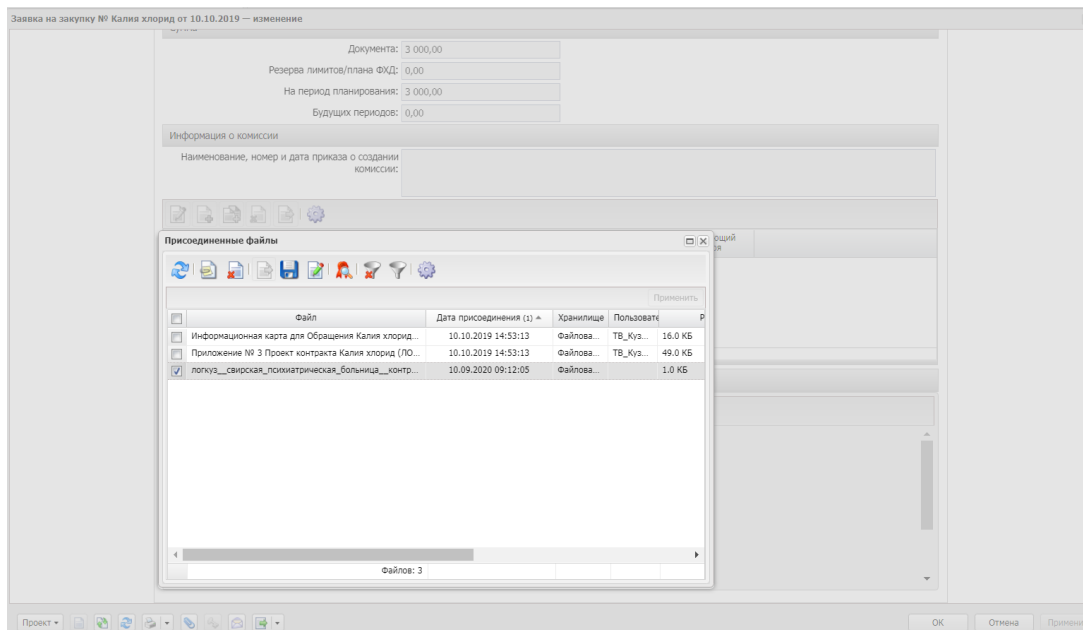 Заявка на закупку № Калия хлорид от 10.10.2019 — изменение
Документа: 3 000,00
Резерва лимитов/плана ФХД: 0,00
На период планирования: 3 000,00
Будущих периодов: 0,00
Информация о комиссии
Наименование, номер и дата приказа о создании
комиссии:
Присоединенные файлы
Применить
Файл Дата присоединения (1) Хранилище Пользовате Р
Информационная карта для Обращения Калия хлорид... 10.10.2019 14:53:13 Файлова... ТВ_Куз... 16.0 КБ
Приложение № 3 Проект контракта Калия хлорид (ЛО... 10.10.2019 14:53:13 Файлова... ТВ_Куз... 49.0 КБ
логкуз__свирская_психиатрическая_больница__контр... 10.09.2020 09:12:05 Файлова... 1.0 КБ
Файлов: 3
Проект ОК Отмена Примени